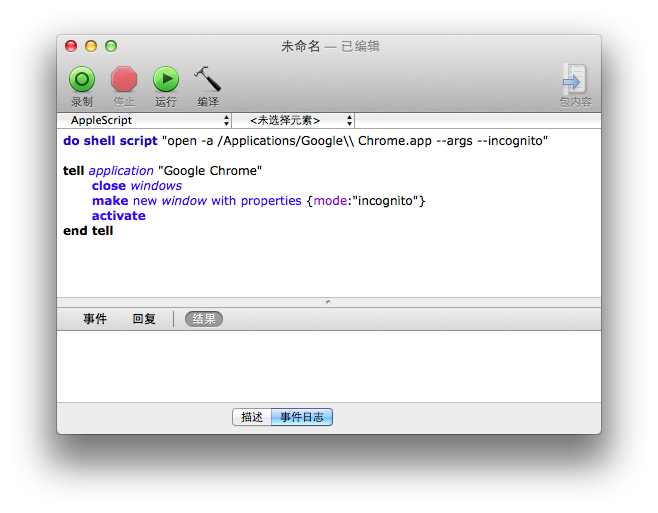 未命名 — 已编辑
录制 停止 运行 编译 包内容
AppleScript <未选择元素>
do shell script "open -a /Applications/Google\\ Chrome.app --args --incognito"
tell application "Google Chrome"
close windows
make new window with properties {mode:"incognito"}
activate
end tell
事件 回复 结果
描述 事件日志